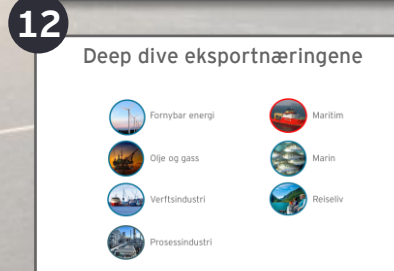 12
Deep dive eksportnæringene
Fornybar energi
Maritim
Olje og gass
Marin
Verftsindustri
Reiseliv
Prosessindustri